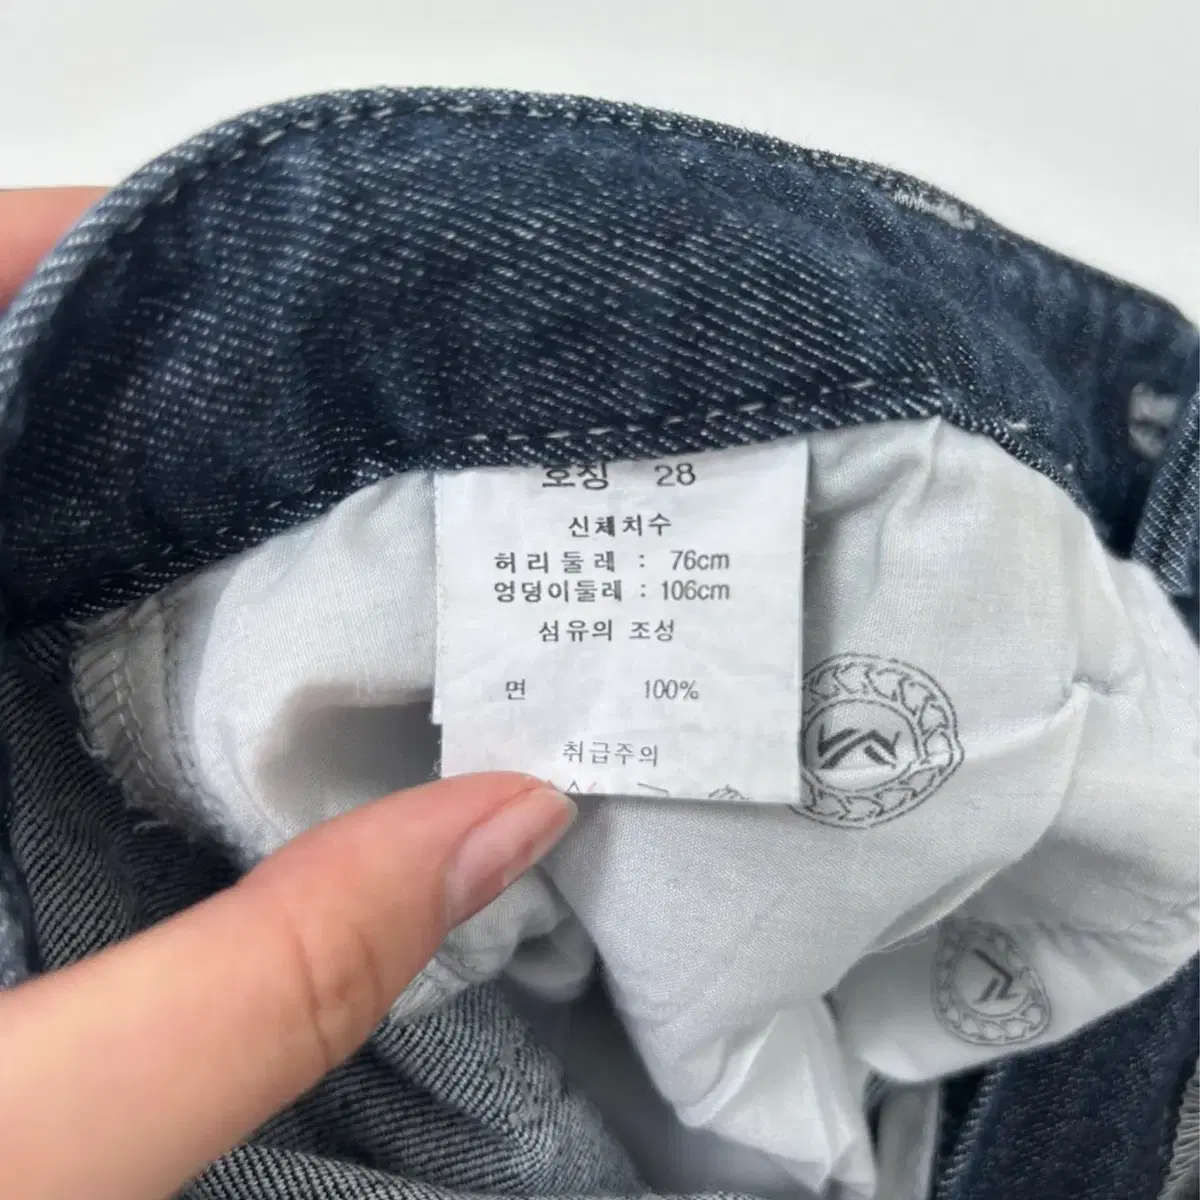 호칭 28
신체치수
허리둘레 : 76cm
엉덩이둘레 : 106cm
섬유의 조성
면 100%
취급주의